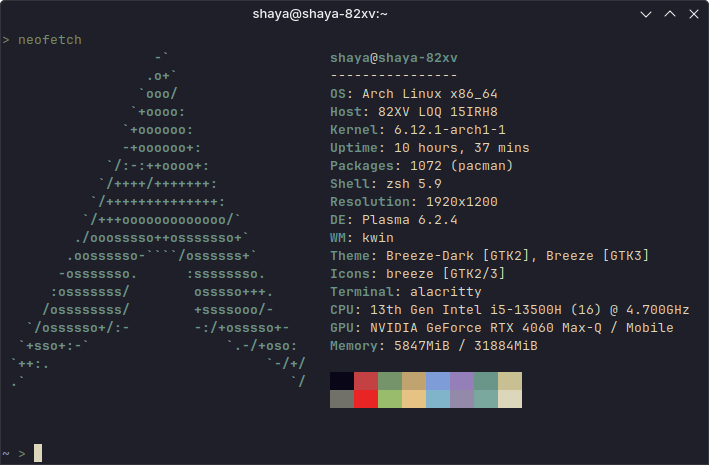 shaya@shaya-82xv:~
> neofetch
-`
.o+`
`ooo/
`+oooo:
`+oooooo:
-+oooooo+:
`/:-:++oooo+:
`/++++/+++++++:
`/++++++++++++++:
`/+++ooooooooooooo/`
./ooosssso++osssssso+`
.oossssso-````/ossssss+`
-osssssso. :ssssssso.
:osssssss/ osssso+++.
/ossssssss/ +ssssooo/-
`/ossssso+/:- -:/+osssso+-
`+sso+:-` `.-/+oso:
`++:. `-/+/
.` `/
shaya@shaya-82xv
----------------
OS: Arch Linux x86_64
Host: 82XV LOQ 15IRH8
Kernel: 6.12.1-arch1-1
Uptime: 10 hours, 37 mins
Packages: 1072 (pacman)
Shell: zsh 5.9
Resolution: 1920x1200
DE: Plasma 6.2.4
WM: kwin
Theme: Breeze-Dark [GTK2], Breeze [GTK3]
Icons: breeze [GTK2/3]
Terminal: alacritty
CPU: 13th Gen Intel i5-13500H (16) @ 4.700GHz
GPU: NVIDIA GeForce RTX 4060 Max-Q / Mobile
Memory: 5847MiB / 31884MiB
~ >